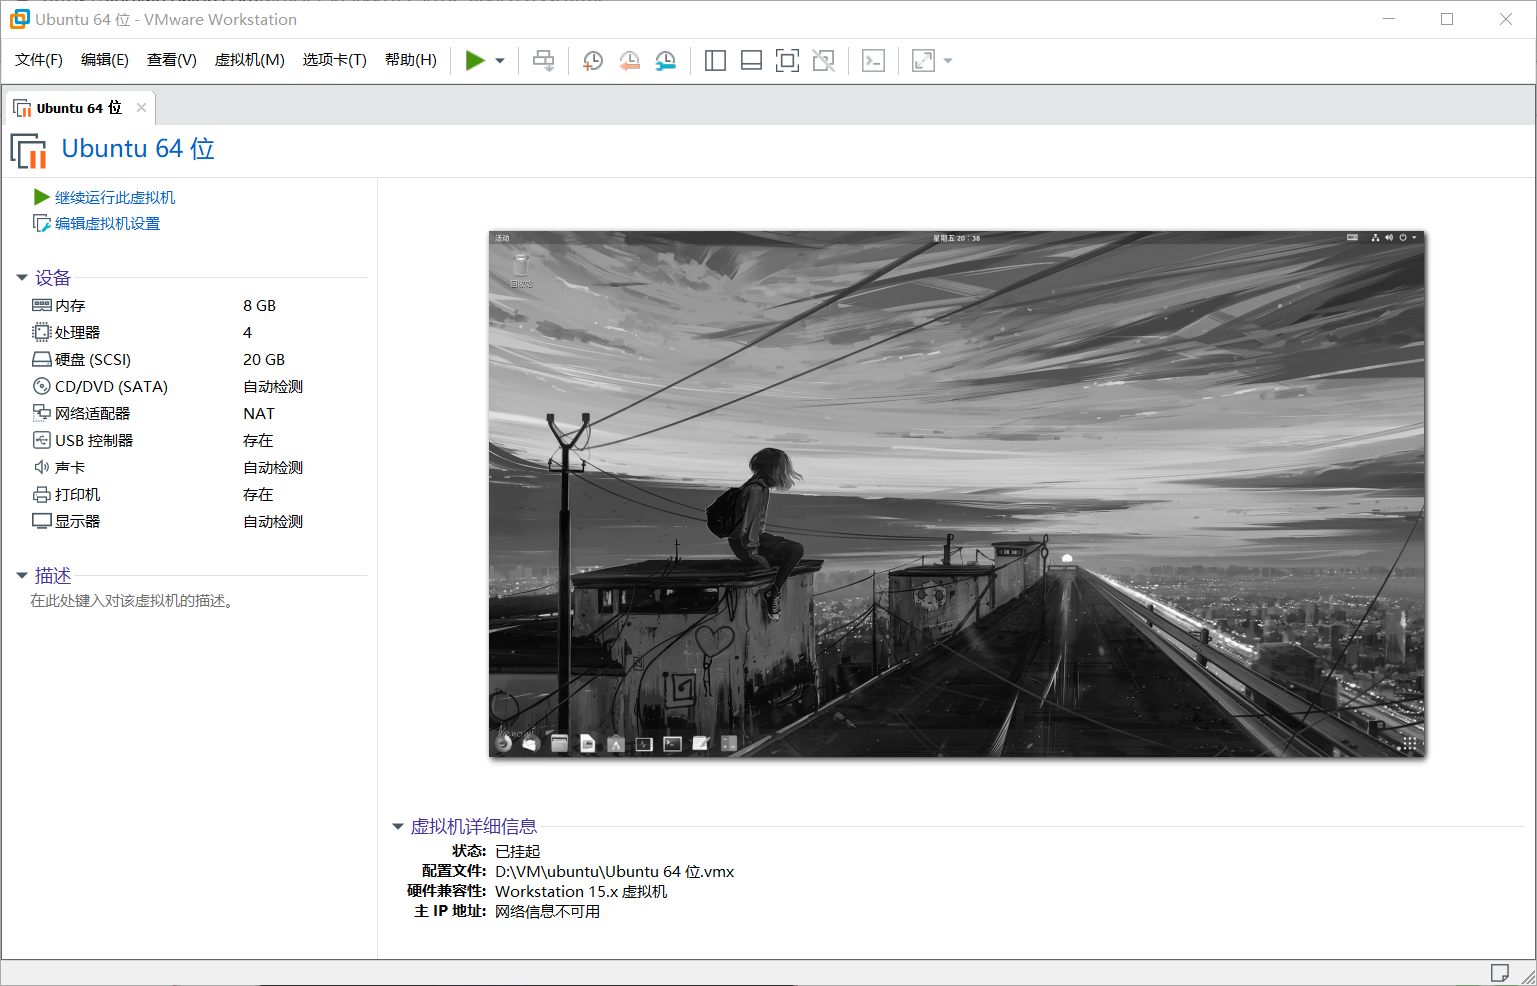 Ubuntu 64 位 - VMware Workstation
文件(F) 编辑(E) 查看(V) 虚拟机(M) 选项卡(T) 帮助(H)
Ubuntu 64 位
Ubuntu 64 位
继续运行此虚拟机
编辑虚拟机设置
设备
内存 8 GB
处理器 4
硬盘 (SCSI) 20 GB
CD/DVD (SATA) 自动检测
网络适配器 NAT
USB 控制器 存在
声卡 自动检测
打印机 存在
显示器 自动检测
描述
在此处键入对该虚拟机的描述。
活动 星期五 20：38
回收站
虚拟机详细信息
状态: 已挂起
配置文件: D:\VM\ubuntu\Ubuntu 64 位.vmx
硬件兼容性: Workstation 15.x 虚拟机
主 IP 地址: 网络信息不可用